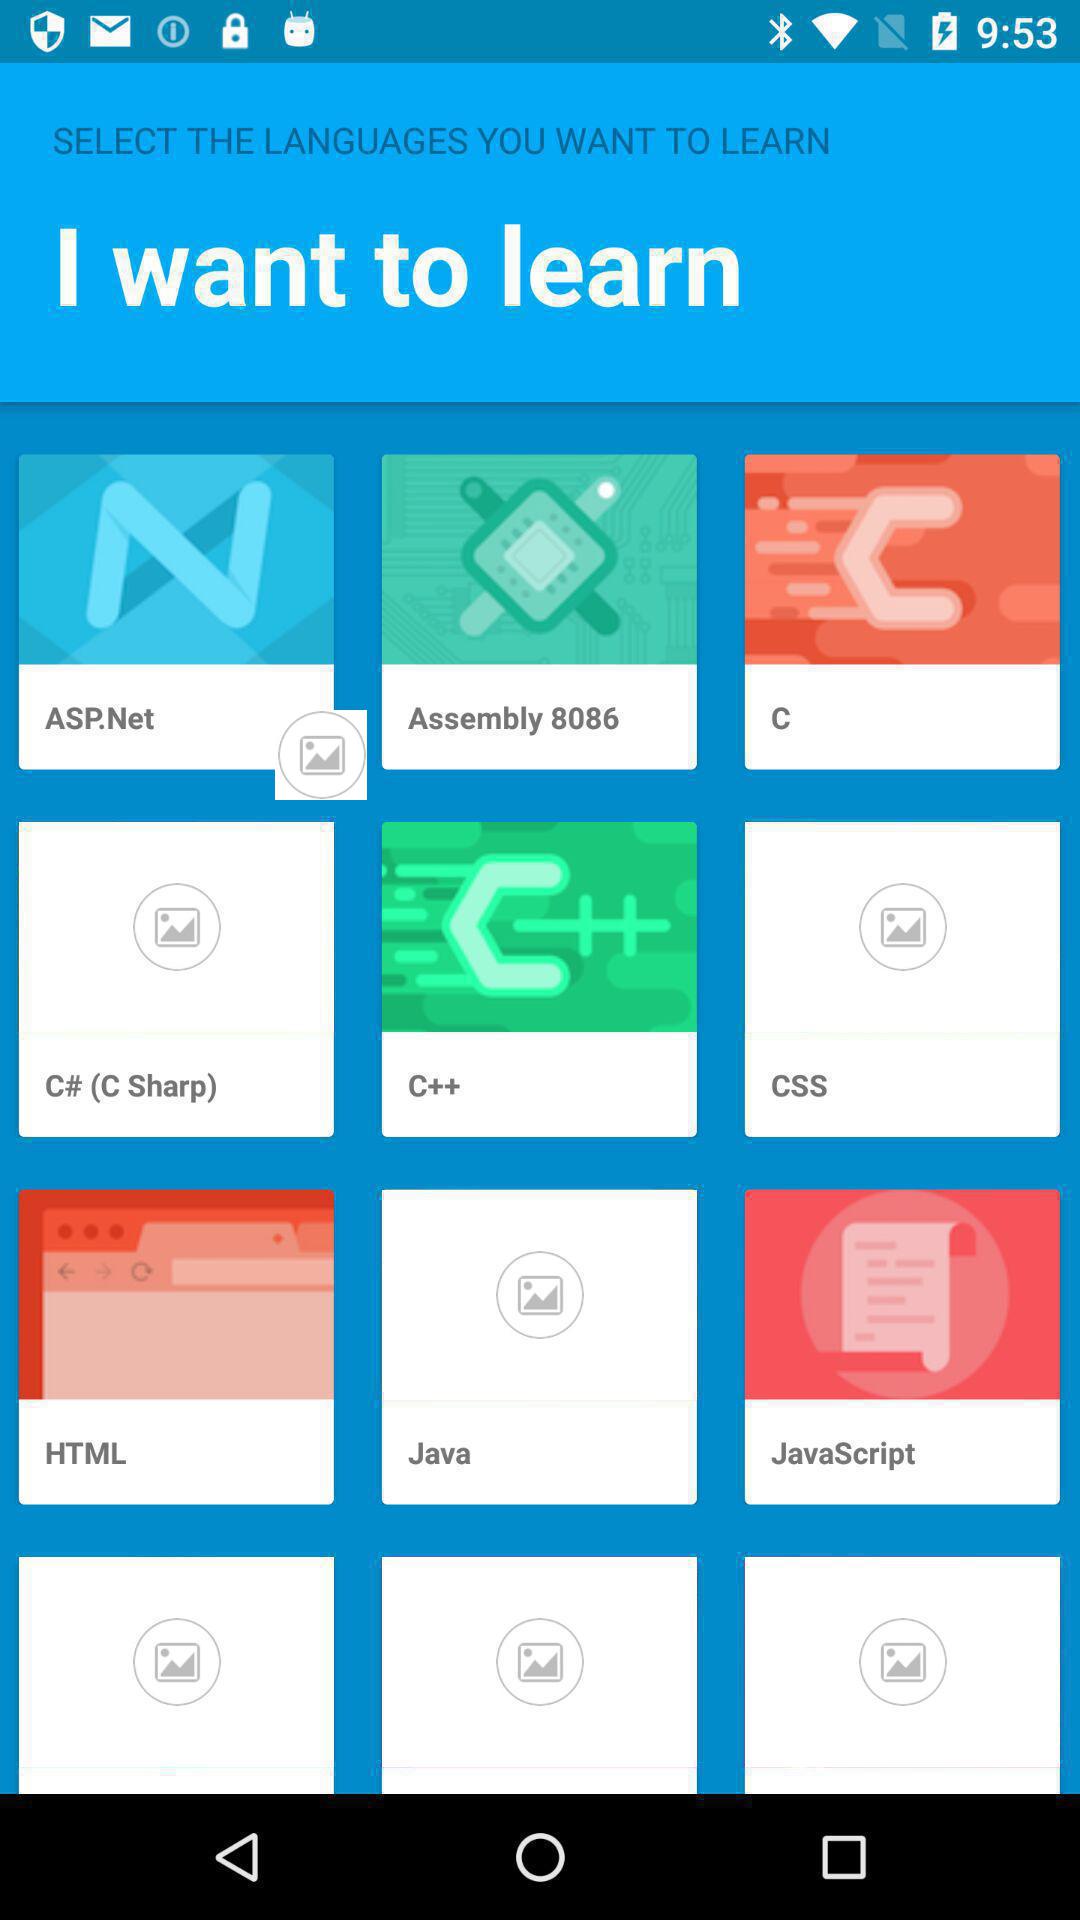 9:53
SELECT THE LANGUAGES YOU WANT TO LEARN
I want to learn
ASP.Net
Assembly 8086
C
C# (C Sharp)
C++
CSS
HTML
Java
JavaScript